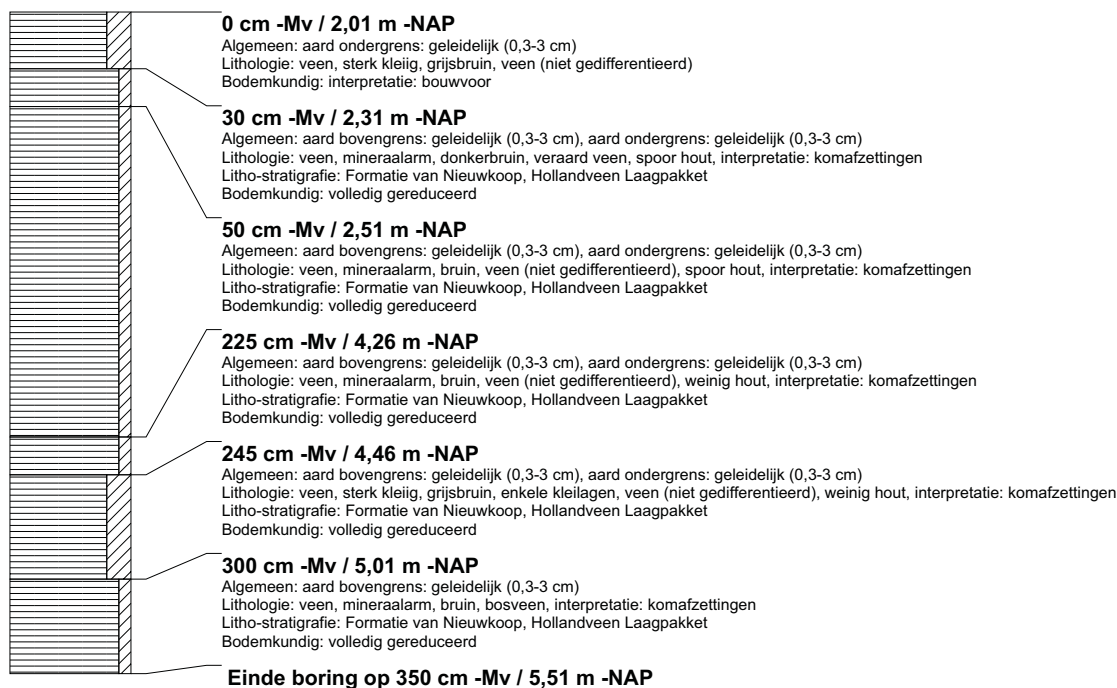 0 cm -Mv / 2,01 m -NAP
Algemeen: aard ondergrens: geleidelijk (0,3-3 cm)
Lithologie: veen, sterk kleiig, grijsbruin, veen (niet gedifferentieerd)
Bodemkundig: interpretatie: bouwvoor
30 cm -Mv / 2,31 m -NAP
Algemeen: aard bovengrens: geleidelijk (0,3-3 cm), aard ondergrens: geleidelijk (0,3-3 cm)
Lithologie: veen, mineraalarm, donkerbruin, veraard veen, spoor hout, interpretatie: komafzettingen
Litho-stratigrafie: Formatie van Nieuwkoop, Hollandveen Laagpakket
Bodemkundig: volledig gereduceerd
50 cm -Mv / 2,51 m -NAP
Algemeen: aard bovengrens: geleidelijk (0,3-3 cm), aard ondergrens: geleidelijk (0,3-3 cm)
Lithologie: veen, mineraalarm, bruin, veen (niet gedifferentieerd), spoor hout, interpretatie: komafzettingen
Litho-stratigrafie: Formatie van Nieuwkoop, Hollandveen Laagpakket
Bodemkundig: volledig gereduceerd
225 cm -Mv / 4,26 m -NAP
Algemeen: aard bovengrens: geleidelijk (0,3-3 cm), aard ondergrens: geleidelijk (0,3-3 cm)
Lithologie: veen, mineraalarm, bruin, veen (niet gedifferentieerd), weinig hout, interpretatie: komafzettingen
Litho-stratigrafie: Formatie van Nieuwkoop, Hollandveen Laagpakket
Bodemkundig: volledig gereduceerd
245 cm -Mv / 4,46 m -NAP
Algemeen: aard bovengrens: geleidelijk (0,3-3 cm), aard ondergrens: geleidelijk (0,3-3 cm)
Lithologie: veen, sterk kleiig, grijsbruin, enkele kleilagen, veen (niet gedifferentieerd), weinig hout, interpretatie: komafzettingen
Litho-stratigrafie: Formatie van Nieuwkoop, Hollandveen Laagpakket
Bodemkundig: volledig gereduceerd
300 cm -Mv / 5,01 m -NAP
Algemeen: aard bovengrens: geleidelijk (0,3-3 cm)
Lithologie: veen, mineraalarm, bruin, bosveen, interpretatie: komafzettingen
Litho-stratigrafie: Formatie van Nieuwkoop, Hollandveen Laagpakket
Bodemkundig: volledig gereduceerd
Einde boring op 350 cm -Mv / 5,51 m -NAP